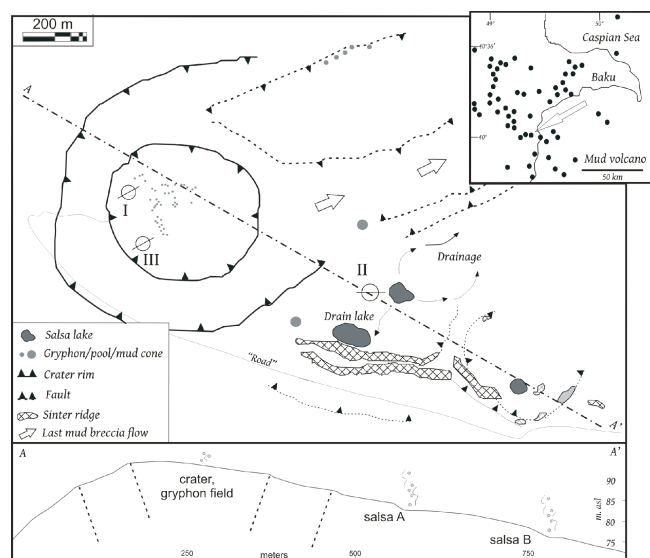 200 m
49°
50°
40°36'
Caspian Sea
Baku
40°
Mud volcano
50 km
A
I
III
II
Drainage
Drain lake
"Road"
A'
Salsa lake
Gryphon/pool/mud cone
Crater rim
Fault
Sinter ridge
Last mud breccia flow
A
A'
crater,
gryphon field
salsa A
salsa B
90
85
80
75
m. asl
250
meters
500
750